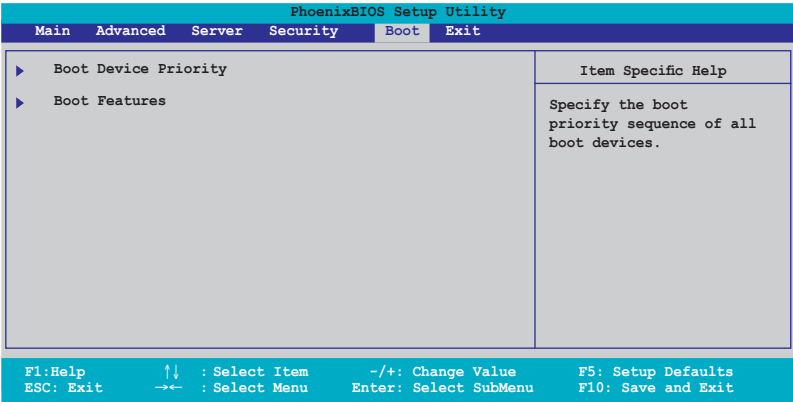 PhoenixBIOS Setup Utility
Main Advanced Server Security Boot Exit
Boot Device Priority
Boot Features
Item Specific Help
Specify the boot
priority sequence of all
boot devices.
F1:Help ↑↓ : Select Item -/+: Change Value F5: Setup Defaults
ESC: Exit →← : Select Menu Enter: Select SubMenu F10: Save and Exit